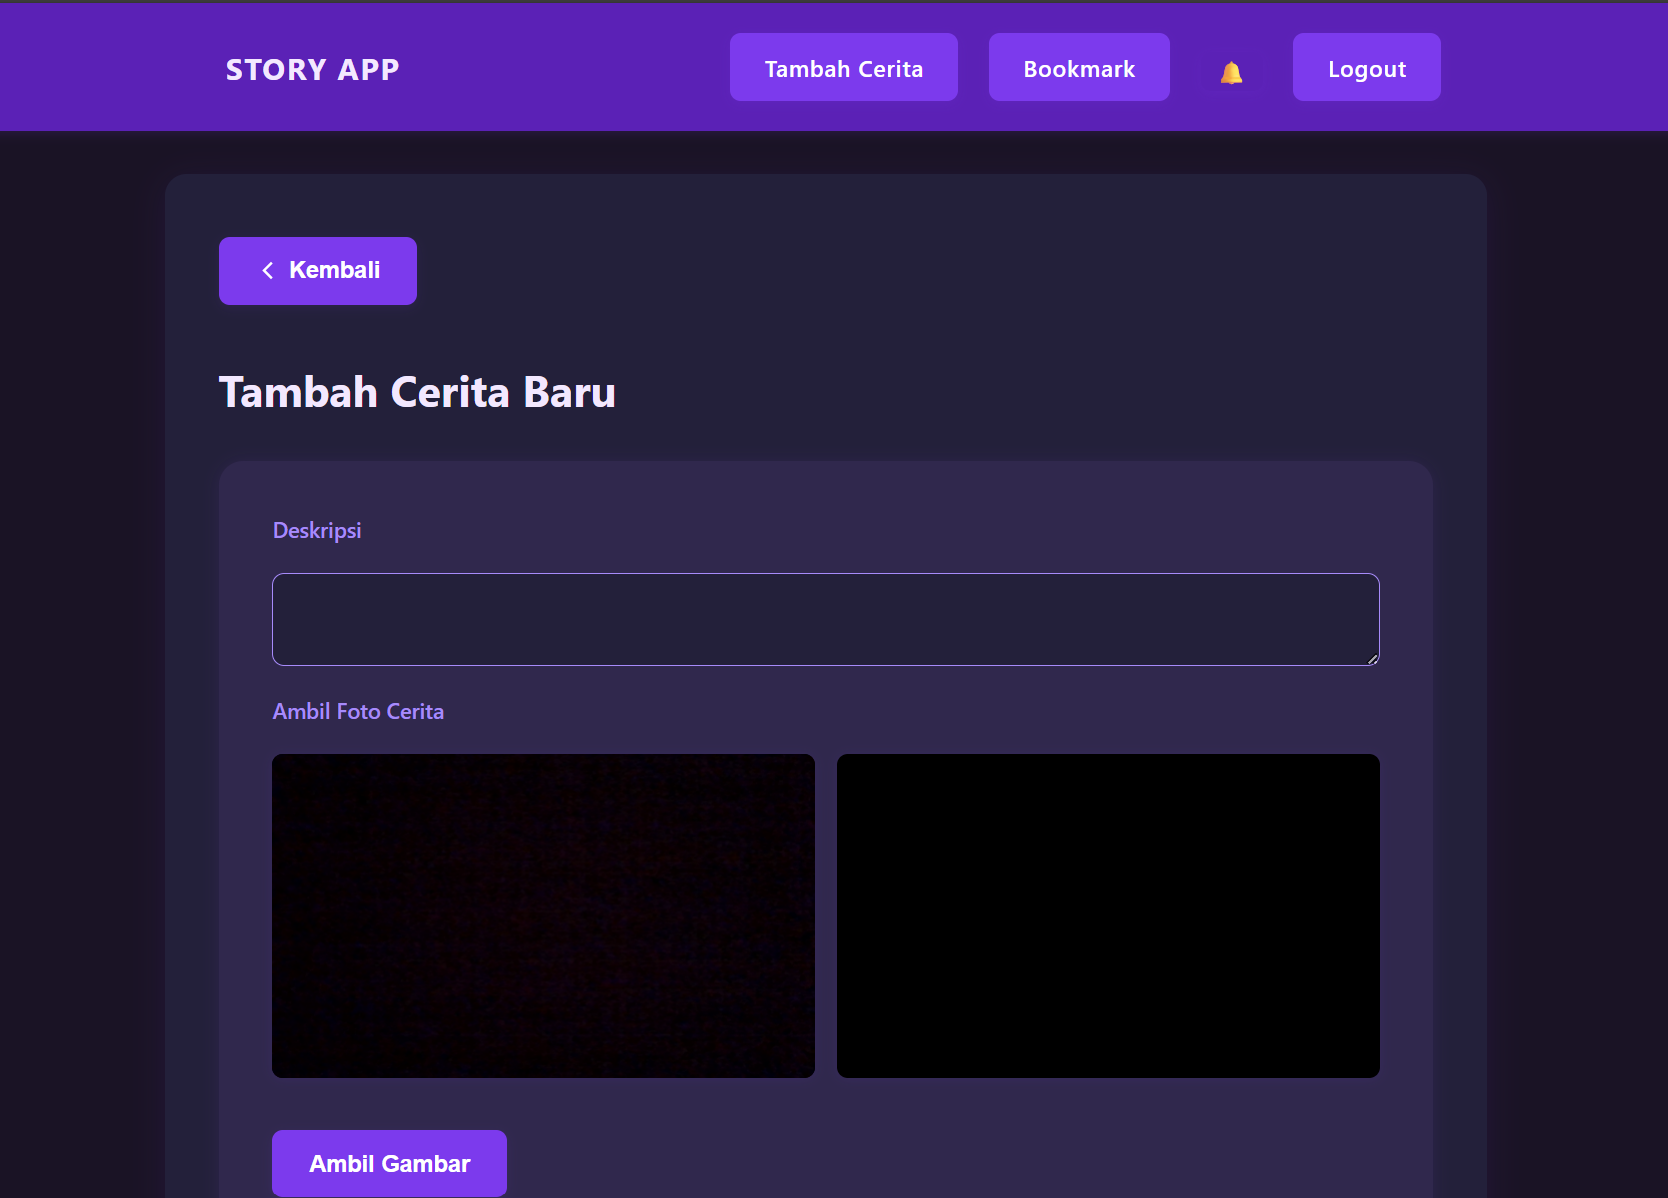 STORY APP
Tambah Cerita
Bookmark
Logout
Kembali
Tambah Cerita Baru
Deskripsi
Ambil Foto Cerita
Ambil Gambar